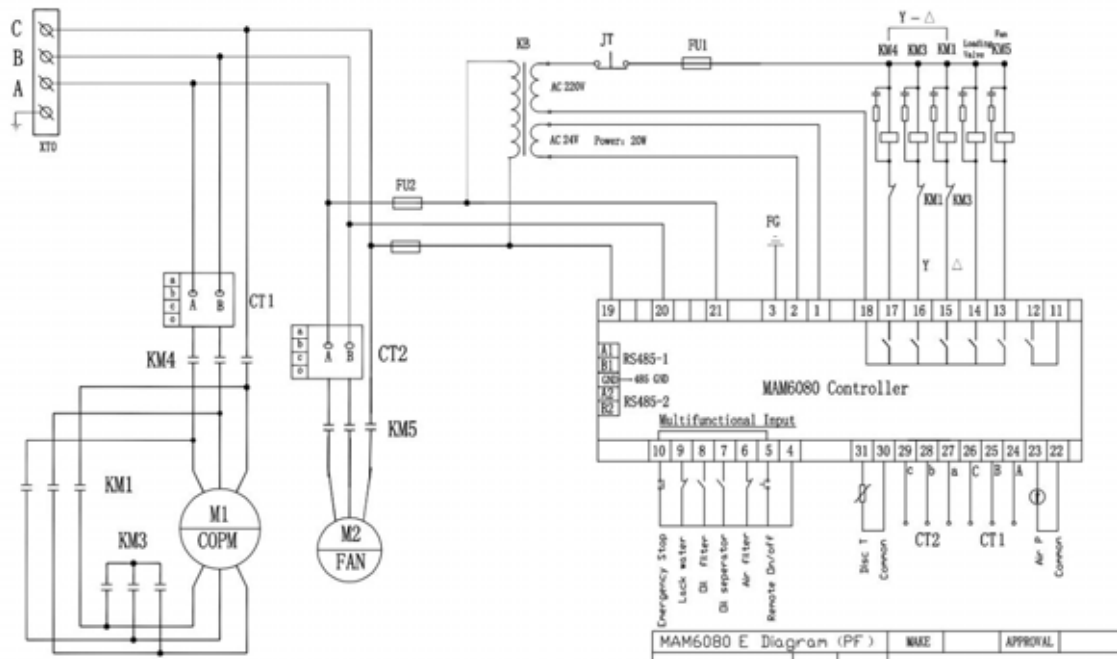 C
B
A
XT0
KB
JT
FU1
Y - △
KM4
KM3
KM1
Loading
Valve
Fan
KM5
AC 220V
AC 24V
Power: 20W
FU2
KM1
KM3
FG
Y
△
a
b
c
o
A
B
CT1
KM4
a
b
c
o
A
B
CT2
KM5
KM1
KM3
M1
COPM
M2
FAN
19
20
21
3
2
1
18
17
16
15
14
13
12
11
A1
B1
GND
A2
B2
RS485-1
485 GND
RS485-2
MAM6080 Controller
Multifunctional Input
10
9
8
7
6
5
4
31
30
29
28
27
26
25
24
23
22
c
b
a
C
B
A
P
CT2
CT1
Emergency Stop
Lack water
Oil filter
Oil seperator
Air filter
Remote On/off
Disc T
Common
Air P
Common
MAM6080 E Diagram (PF)
MAKE
APPROVAL